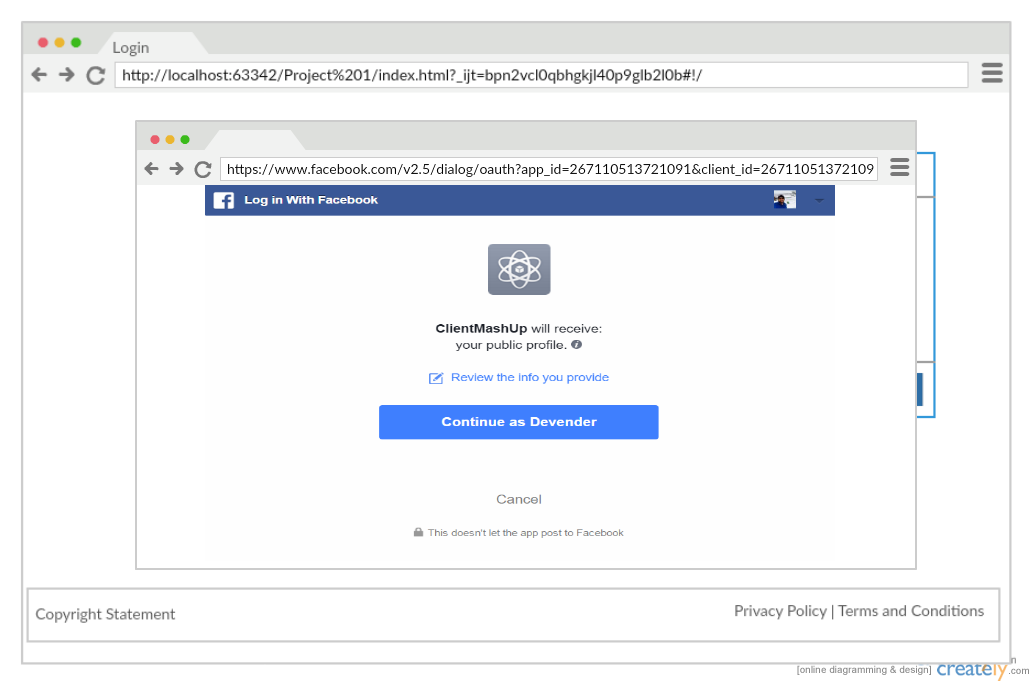 Login
http://localhost:63342/Project%201/index.html?_ijt=bpn2vcl0qbhgkjl40p9glb2l0b#!/
https://www.facebook.com/v2.5/dialog/oauth?app_id=267110513721091&client_id=26711051372109
Log in With Facebook
ClientMashUp will receive:
your public profile.
Review the info you provide
Continue as Devender
Cancel
This doesn't let the app post to Facebook
Copyright Statement
Privacy Policy | Terms and Conditions
[online diagramming & design] creately.com